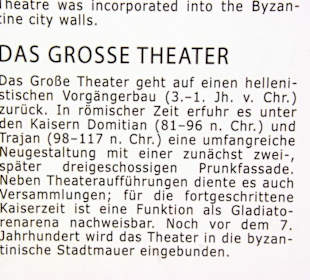 Theatre was incorporated into the Byzan-
tine city walls.
DAS GROSSE THEATER
Das Große Theater geht auf einen helleni-
stischen Vorgängerbau (3.–1. Jh. v. Chr.)
zurück. In römischer Zeit erfuhr es unter
den Kaisern Domitian (81–96 n. Chr.) und
Trajan (98–117 n. Chr.) eine umfangreiche
Neugestaltung mit einer zunächst zwei-,
später dreigeschossigen Prunkfassade.
Neben Theateraufführungen diente es auch
Versammlungen; für die fortgeschrittene
Kaiserzeit ist eine Funktion als Gladiato-
renarena nachweisbar. Noch vor dem 7.
Jahrhundert wird das Theater in die byzan-
tinische Stadtmauer eingebunden.